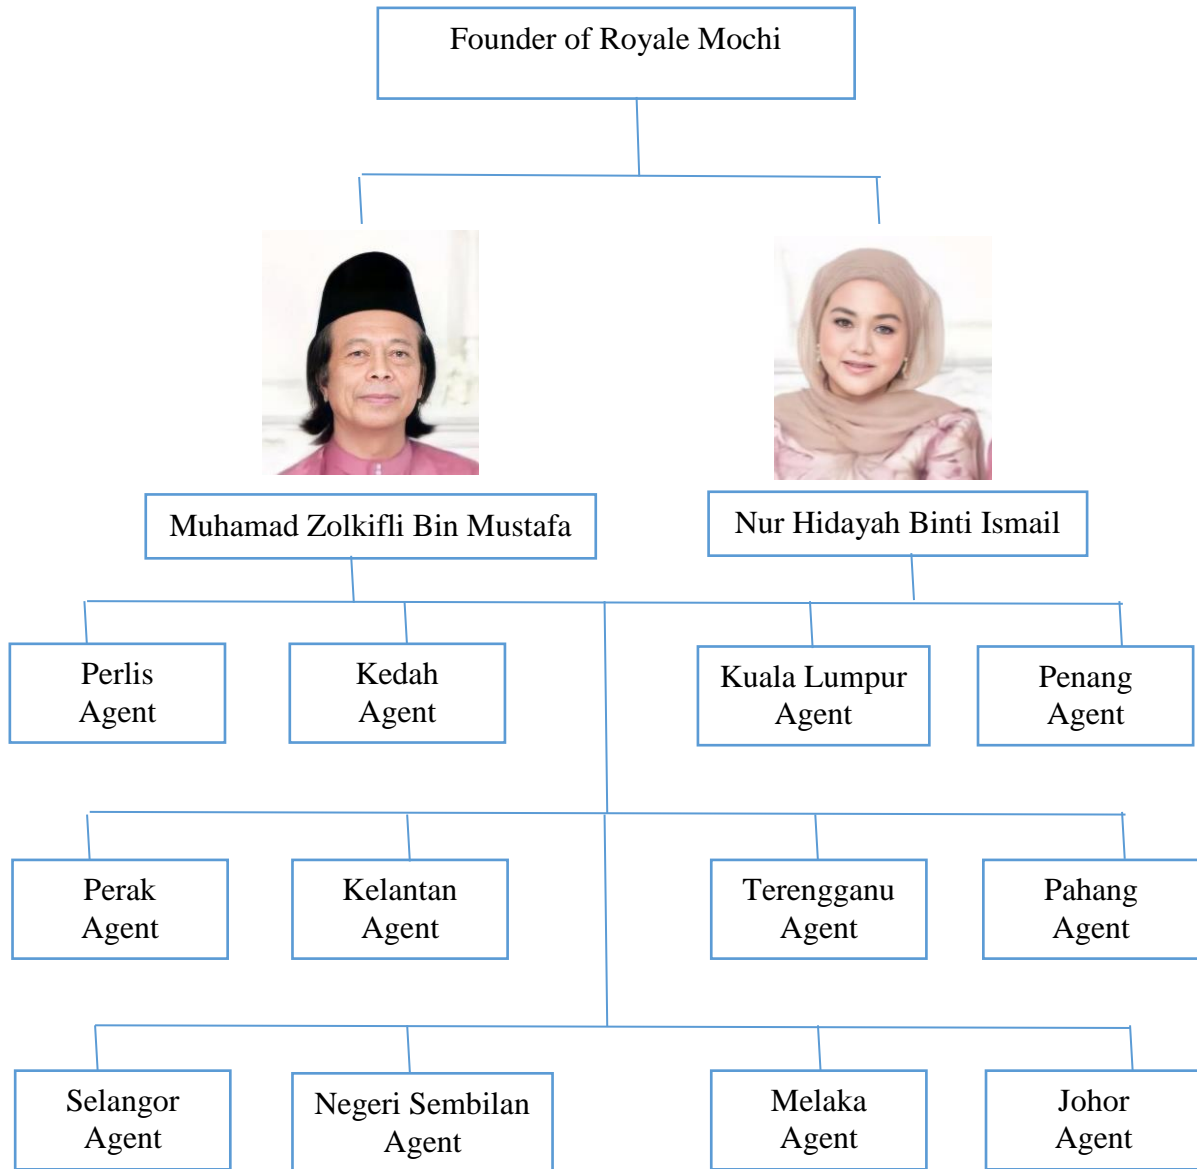 Founder of Royale Mochi
Muhamad Zolkifli Bin Mustafa
Nur Hidayah Binti Ismail
Perlis
Agent
Kedah
Agent
Kuala Lumpur
Agent
Penang
Agent
Perak
Agent
Kelantan
Agent
Terengganu
Agent
Pahang
Agent
Selangor
Agent
Negeri Sembilan
Agent
Melaka
Agent
Johor
Agent